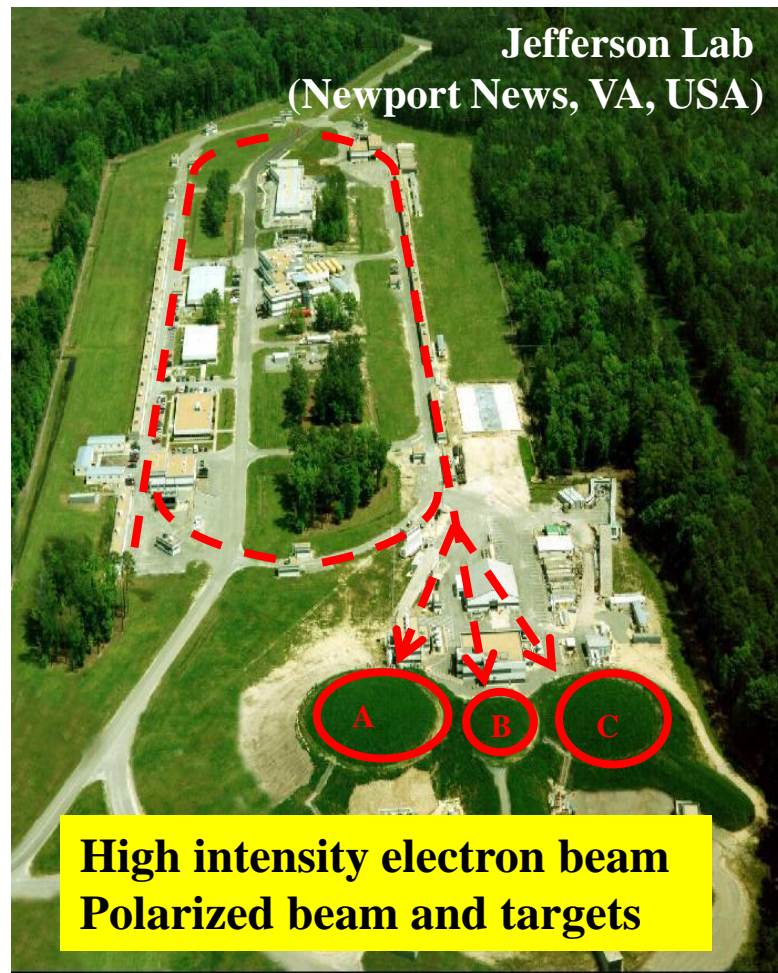 Jefferson Lab
(Newport News, VA, USA)
A
B
C
High intensity electron beam
Polarized beam and targets